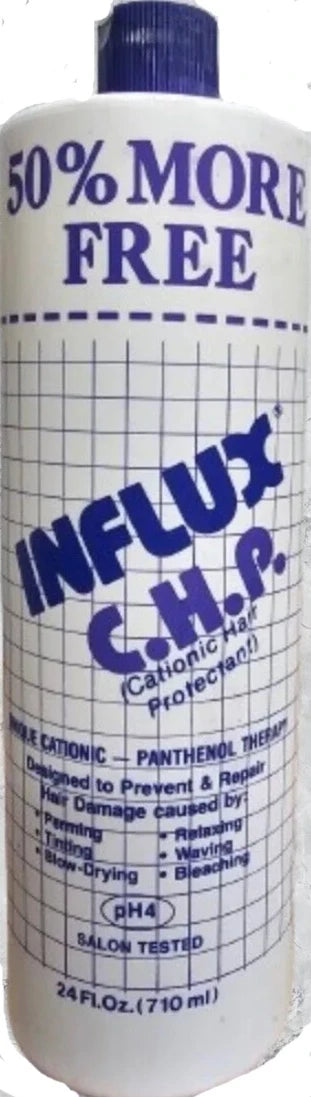 50% MORE
FREE
INFLUX®
C.H.P.
(Cationic Hair
Protectant)
CATIONIC — PANTHENOL THERAPY
Designed to Prevent & Repair
Hair Damage caused by:
• Perming • Relaxing
• Tinting • Waving
• Blow-Drying • Bleaching
pH4
SALON TESTED
24 Fl.Oz. (710 ml)